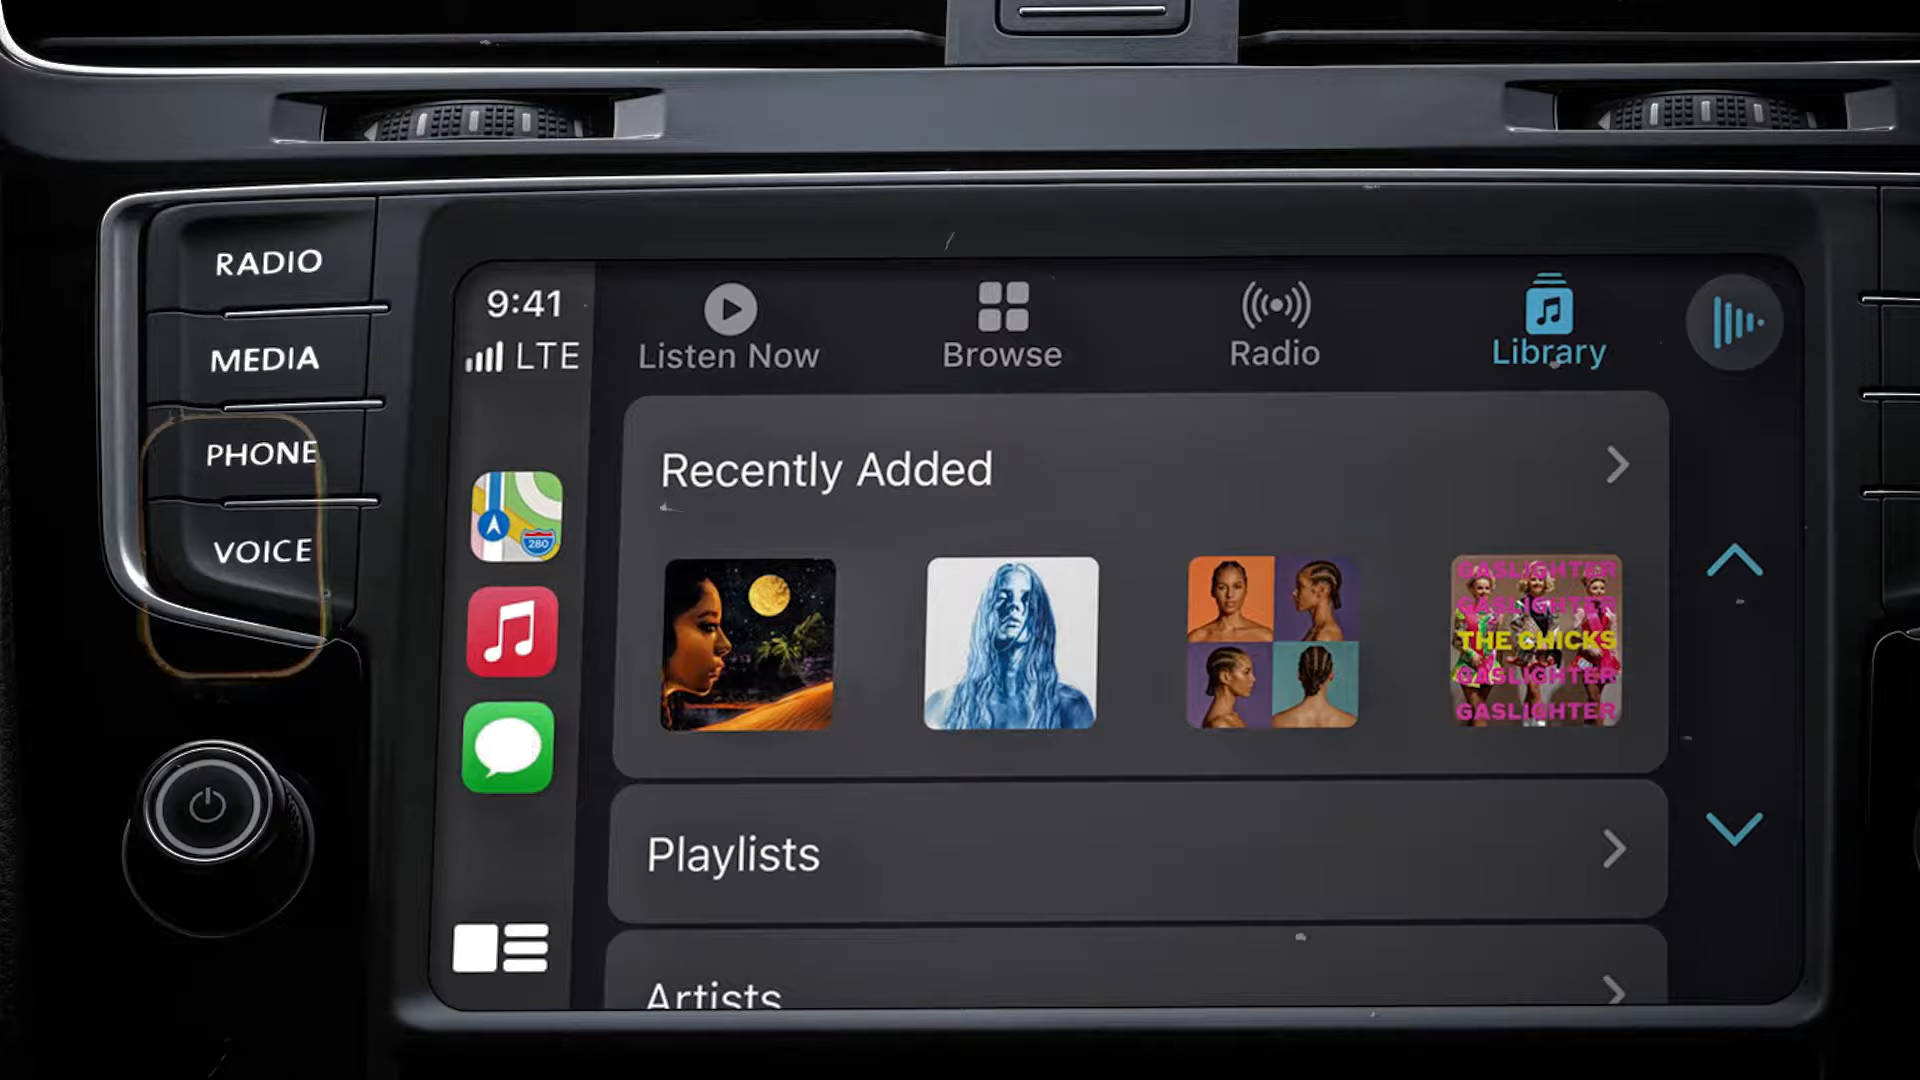 RADIO
MEDIA
PHONE
VOICE
9:41
LTE
280
Listen Now
Browse
Radio
Library
Recently Added
GASLIGHTER
GASLIGHTER
THE CHICKS
GASLIGHTER
GASLIGHTER
Playlists
Artists